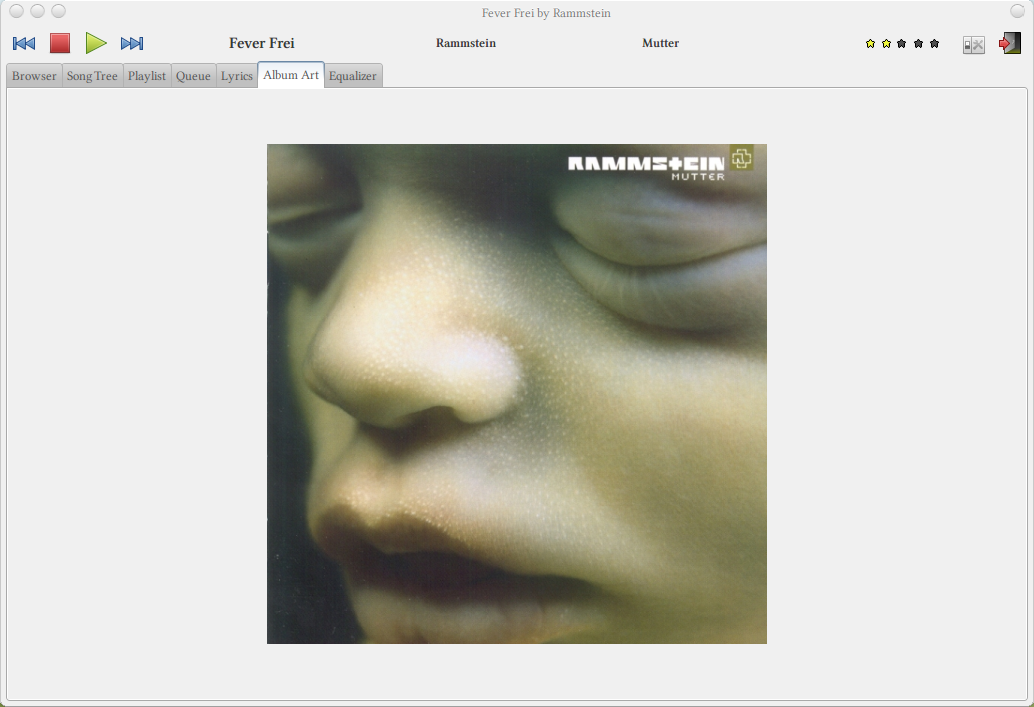 Fever Frei by Rammstein
Fever Frei Rammstein Mutter
Browser Song Tree Playlist Queue Lyrics Album Art Equalizer
RAMMSTEIN
MUTTER